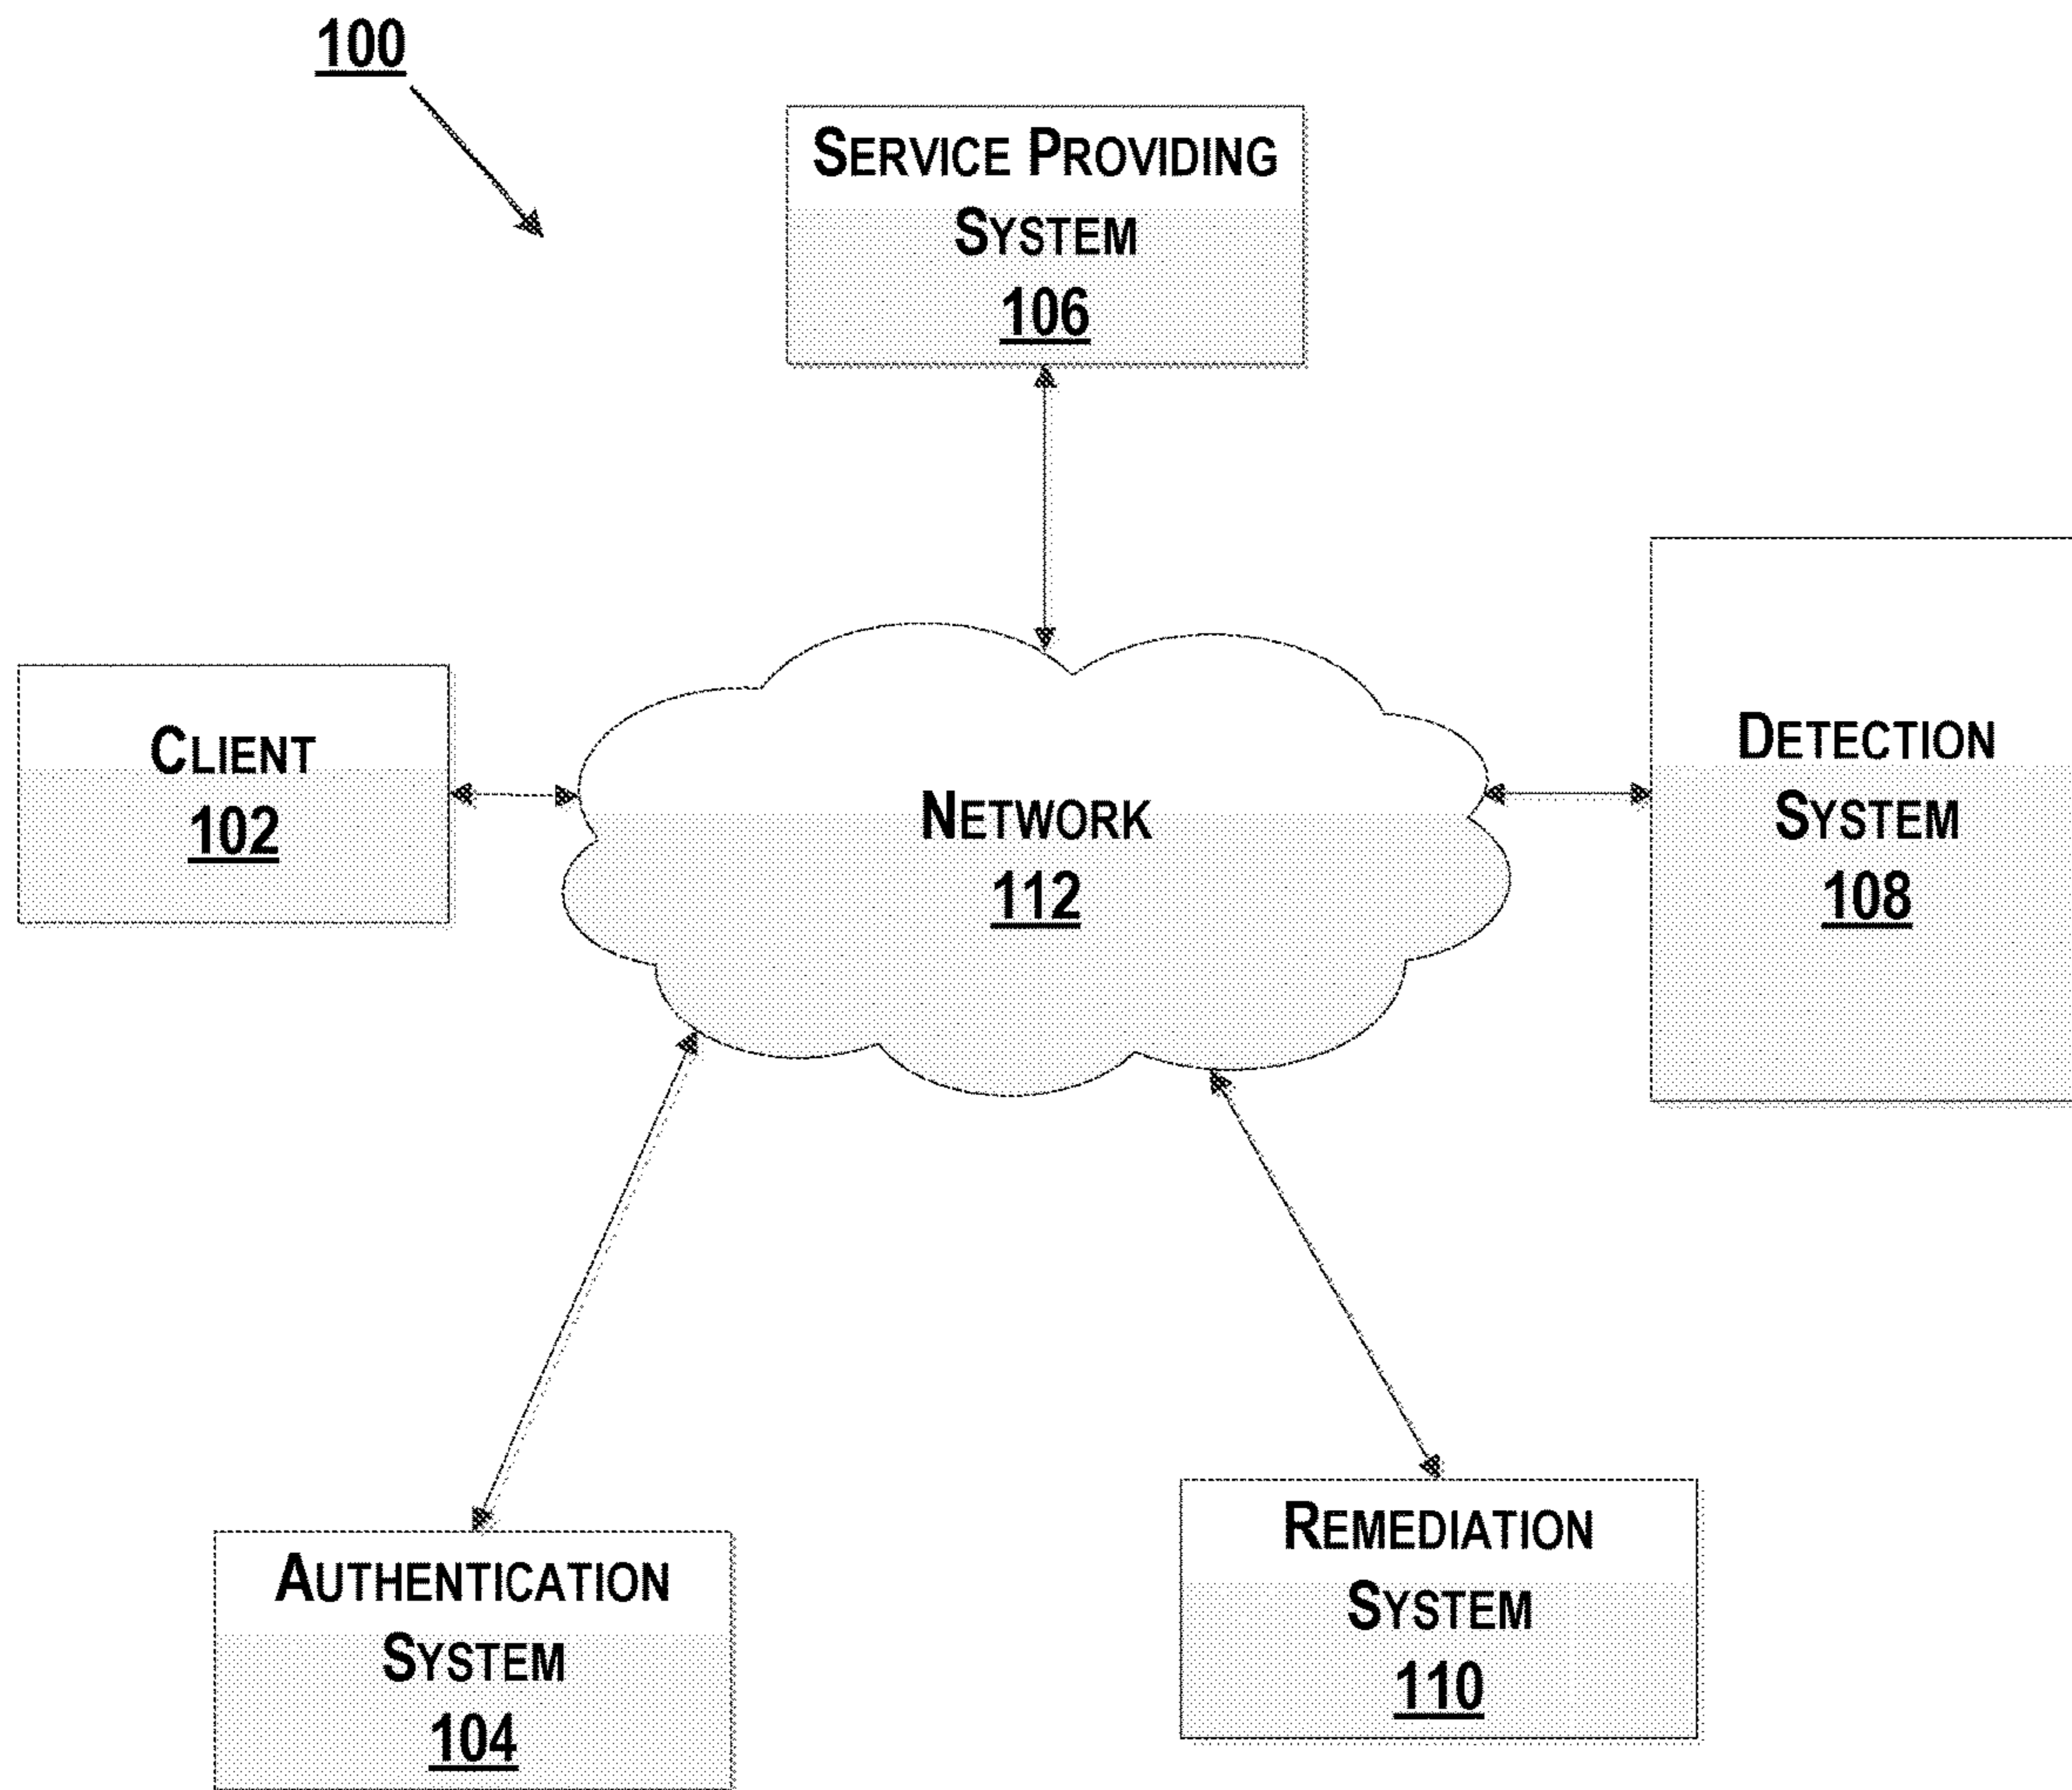 100
SERVICE PROVIDING
SYSTEM
106
CLIENT
102
NETWORK
112
DETECTION
SYSTEM
108
AUTHENTICATION
SYSTEM
104
REMEDIATION
SYSTEM
110